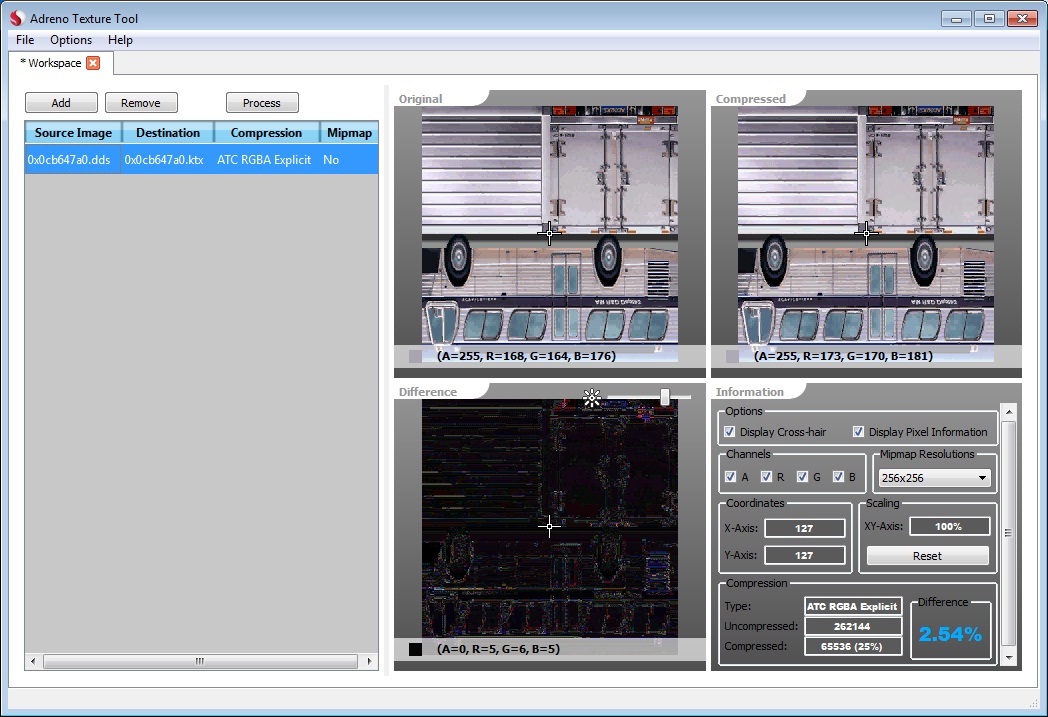 Adreno Texture Tool
File Options Help
* Workspace
Add Remove Process
Source Image Destination Compression Mipmap
0x0cb647a0.dds 0x0cb647a0.ktx ATC RGBA Explicit No
Original
(A=255, R=168, G=164, B=176)
Compressed
(A=255, R=173, G=170, B=181)
Difference
(A=0, R=5, G=6, B=5)
Information
Options
Display Cross-hair Display Pixel Information
Channels
A R G B
Mipmap Resolutions
256x256
Coordinates
X-Axis: 127
Y-Axis: 127
Scaling
XY-Axis: 100%
Reset
Compression
Type: ATC RGBA Explicit
Uncompressed: 262144
Compressed: 65536 (25%)
Difference
2.54%